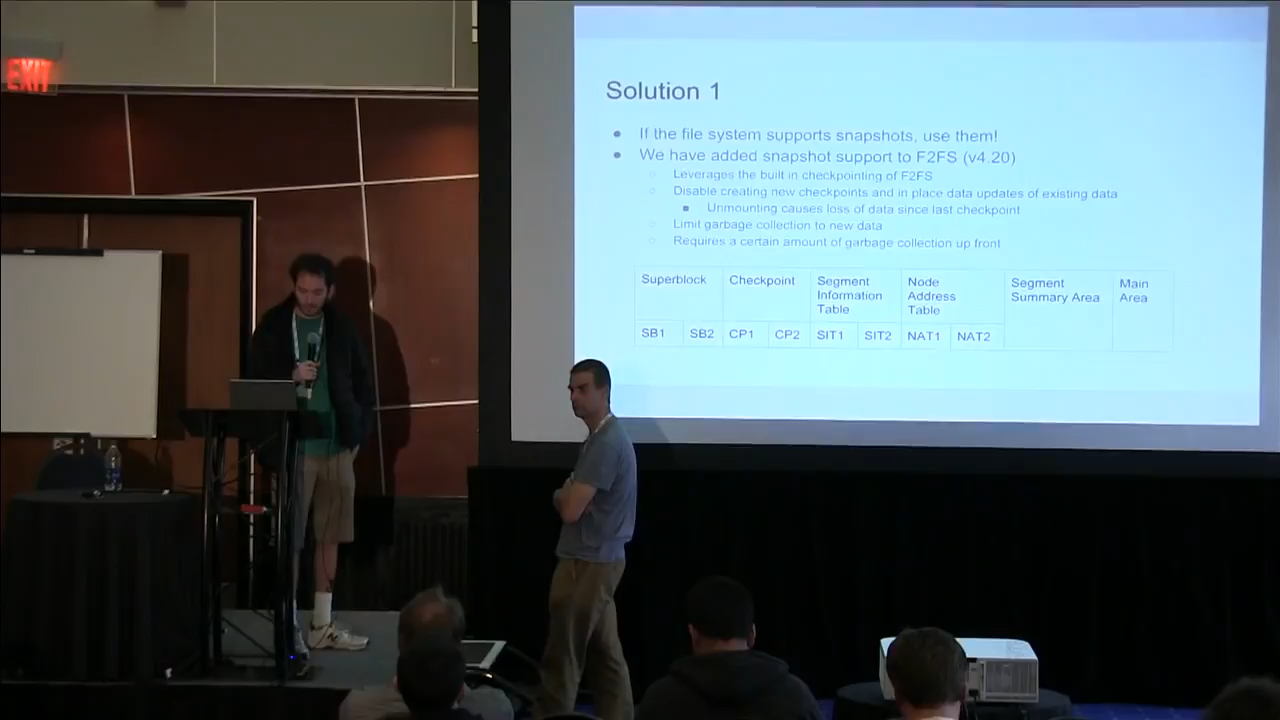 EXIT
Solution 1
If the file system supports snapshots, use them!
We have added snapshot support to F2FS (v4.20)
Leverages the built in checkpointing of F2FS
Disable creating new checkpoints and in place data updates of existing data
Unmounting causes loss of data since last checkpoint
Limit garbage collection to new data
Requires a certain amount of garbage collection up front
Superblock Checkpoint Segment Node Segment Main
Information Address Summary Area Area
Table Table
SB1 SB2 CP1 CP2 SIT1 SIT2 NAT1 NAT2